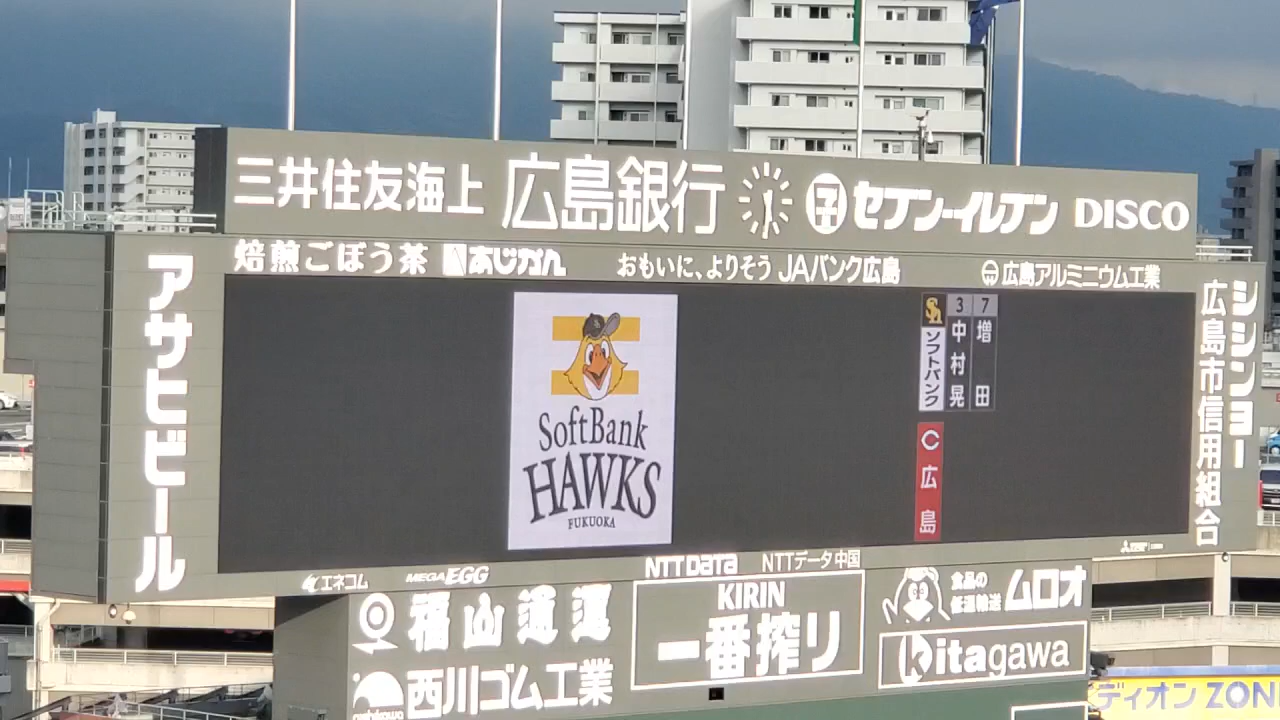 三井住友海上 広島銀行 セブン-イレブン DISCO
焙煎ごぼう茶 あじかん おもいに、よりそう JAバンク広島 広島アルミニウム工業
アサヒビール
SoftBank
HAWKS
FUKUOKA
ソフトバンク
3 中村晃
7 増田
C 広島
シシンヨー
広島市信用組合
エネコム MEGA EGG NTT DATA NTTデータ中国
福山通運
西川ゴム工業
KIRIN
一番搾り
食品の
低温輸送 ムロオ
Kitagawa
ディオン ZON